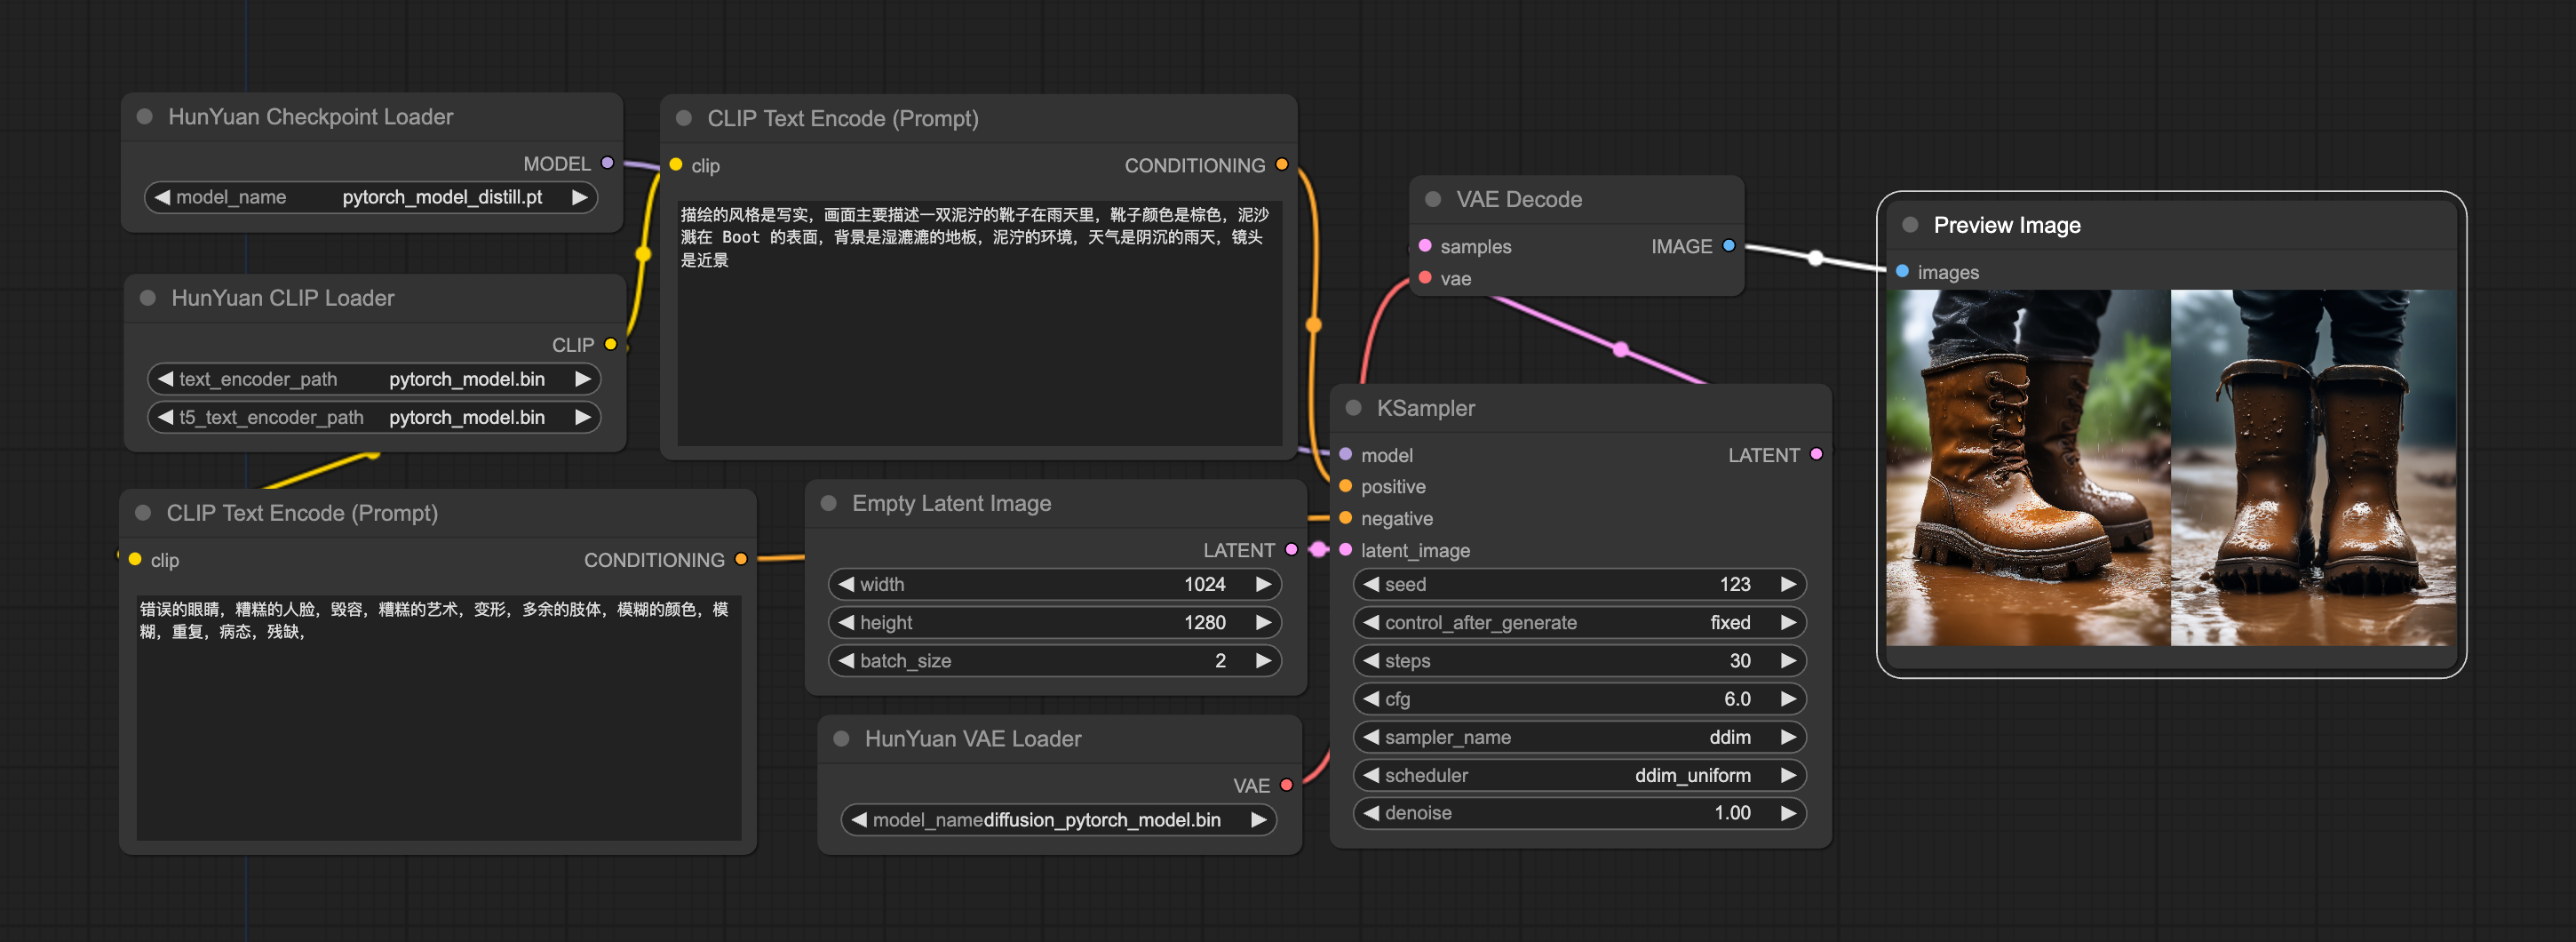 HunYuan Checkpoint Loader
MODEL
model_name pytorch_model_distill.pt
HunYuan CLIP Loader
CLIP
text_encoder_path pytorch_model.bin
t5_text_encoder_path pytorch_model.bin
CLIP Text Encode (Prompt)
clip CONDITIONING
描绘的风格是写实，画面主要描述一双泥泞的靴子在雨天里，靴子颜色是棕色，泥沙
溅在 Boot 的表面，背景是湿漉漉的地板，泥泞的环境，天气是阴沉的雨天，镜头
是近景
CLIP Text Encode (Prompt)
clip CONDITIONING
错误的眼睛，糟糕的人脸，毁容，糟糕的艺术，变形，多余的肢体，模糊的颜色，模
糊，重复，病态，残缺，
Empty Latent Image
LATENT
width 1024
height 1280
batch_size 2
HunYuan VAE Loader
VAE
model_name diffusion_pytorch_model.bin
VAE Decode
samples IMAGE
vae
KSampler
model LATENT
positive
negative
latent_image
seed 123
control_after_generate fixed
steps 30
cfg 6.0
sampler_name ddim
scheduler ddim_uniform
denoise 1.00
Preview Image
images